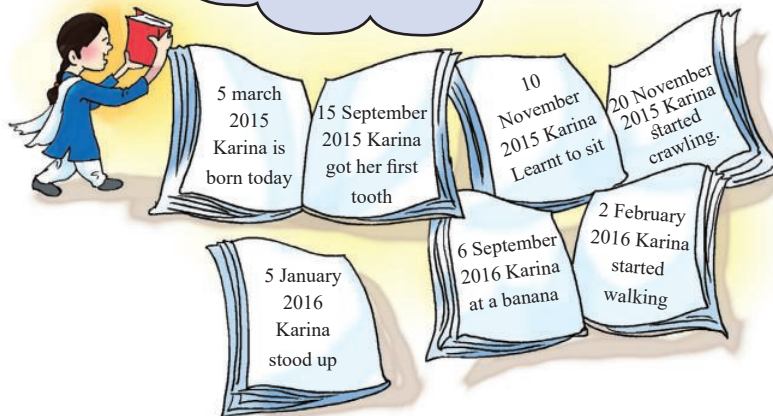 5 march
2015
Karina is
born today
15 September
2015 Karina
got her first
tooth
10
November
2015 Karina
Learnt to sit
20 November
2015 Karina
started
crawling.
5 January
2016
Karina
stood up
6 September
2016 Karina
at a banana
2 February
2016 Karina
started
walking